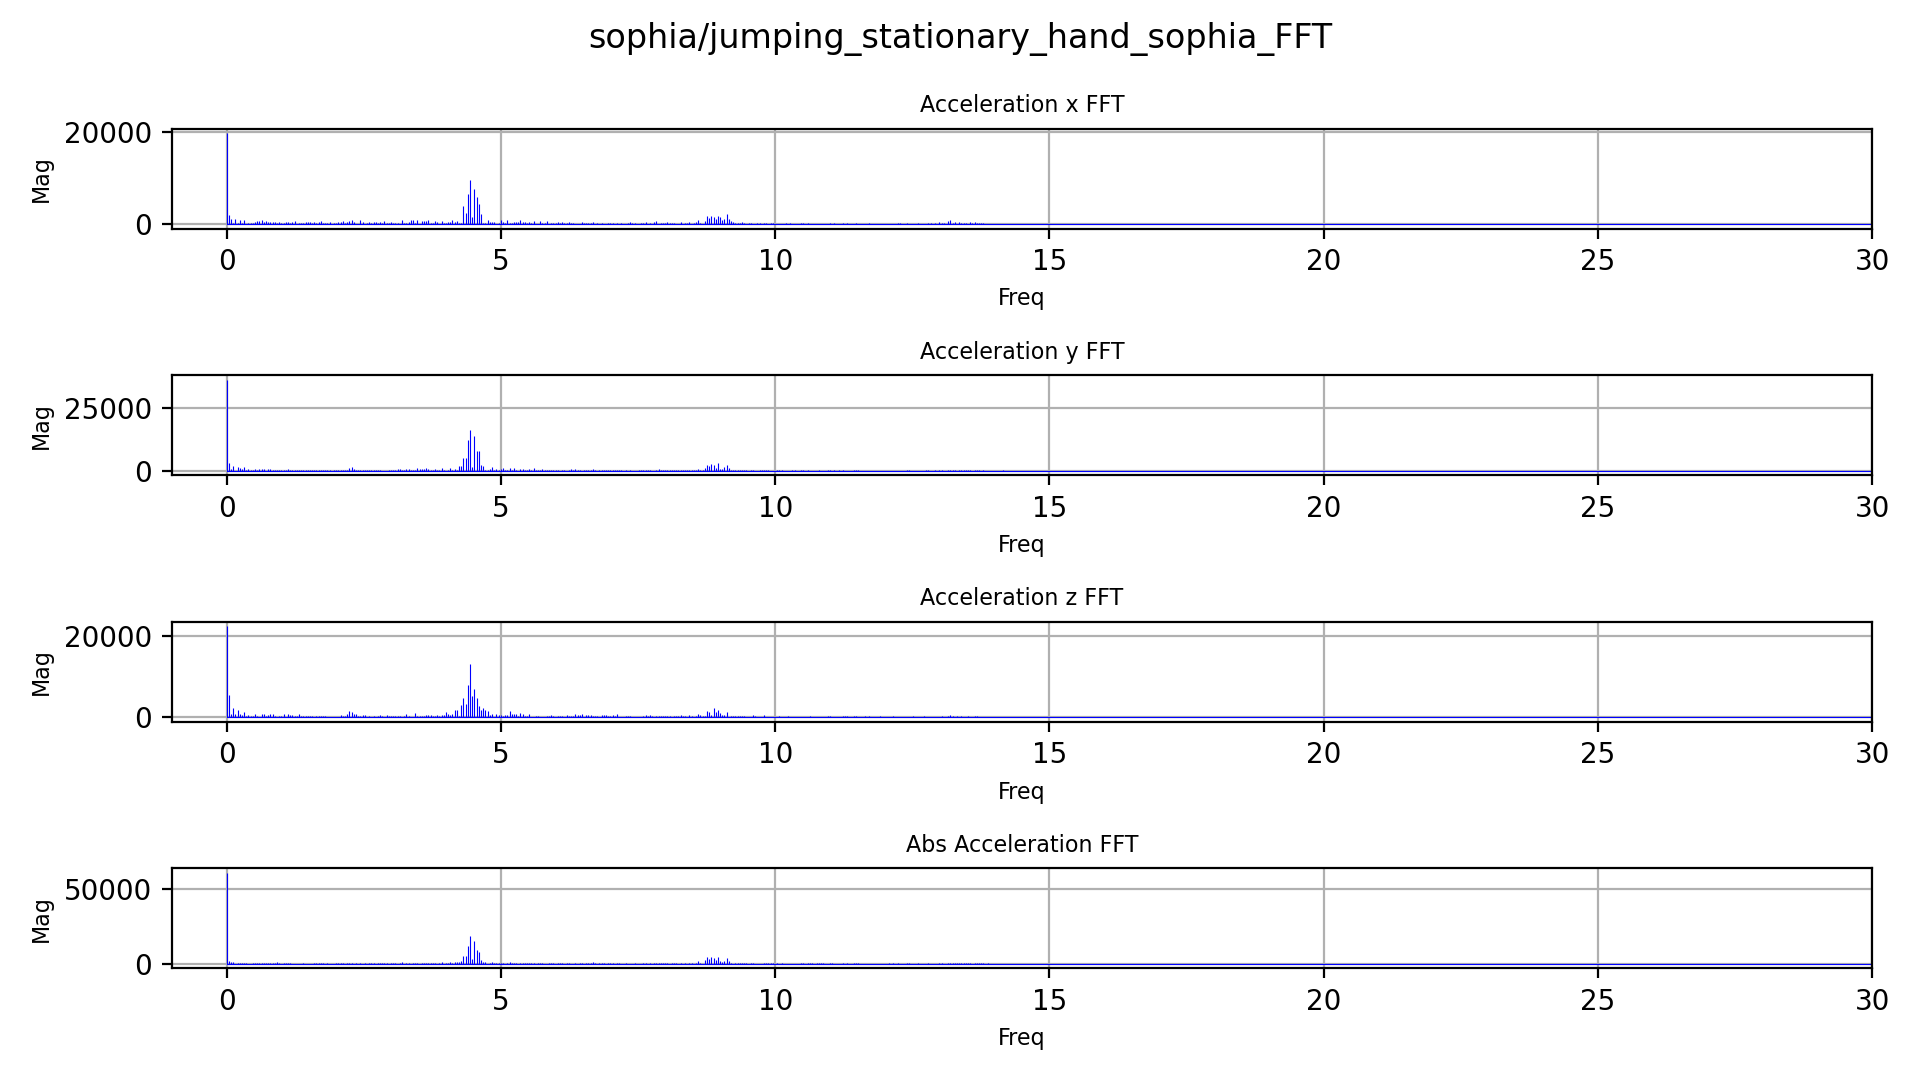 sophia/jumping_stationary_hand_sophia_FFT
Acceleration x FFT
20000
Mag
0
0 5 10 15 20 25 30
Freq
Acceleration y FFT
25000
Mag
0
0 5 10 15 20 25 30
Freq
Acceleration z FFT
20000
Mag
0
0 5 10 15 20 25 30
Freq
Abs Acceleration FFT
50000
Mag
0
0 5 10 15 20 25 30
Freq